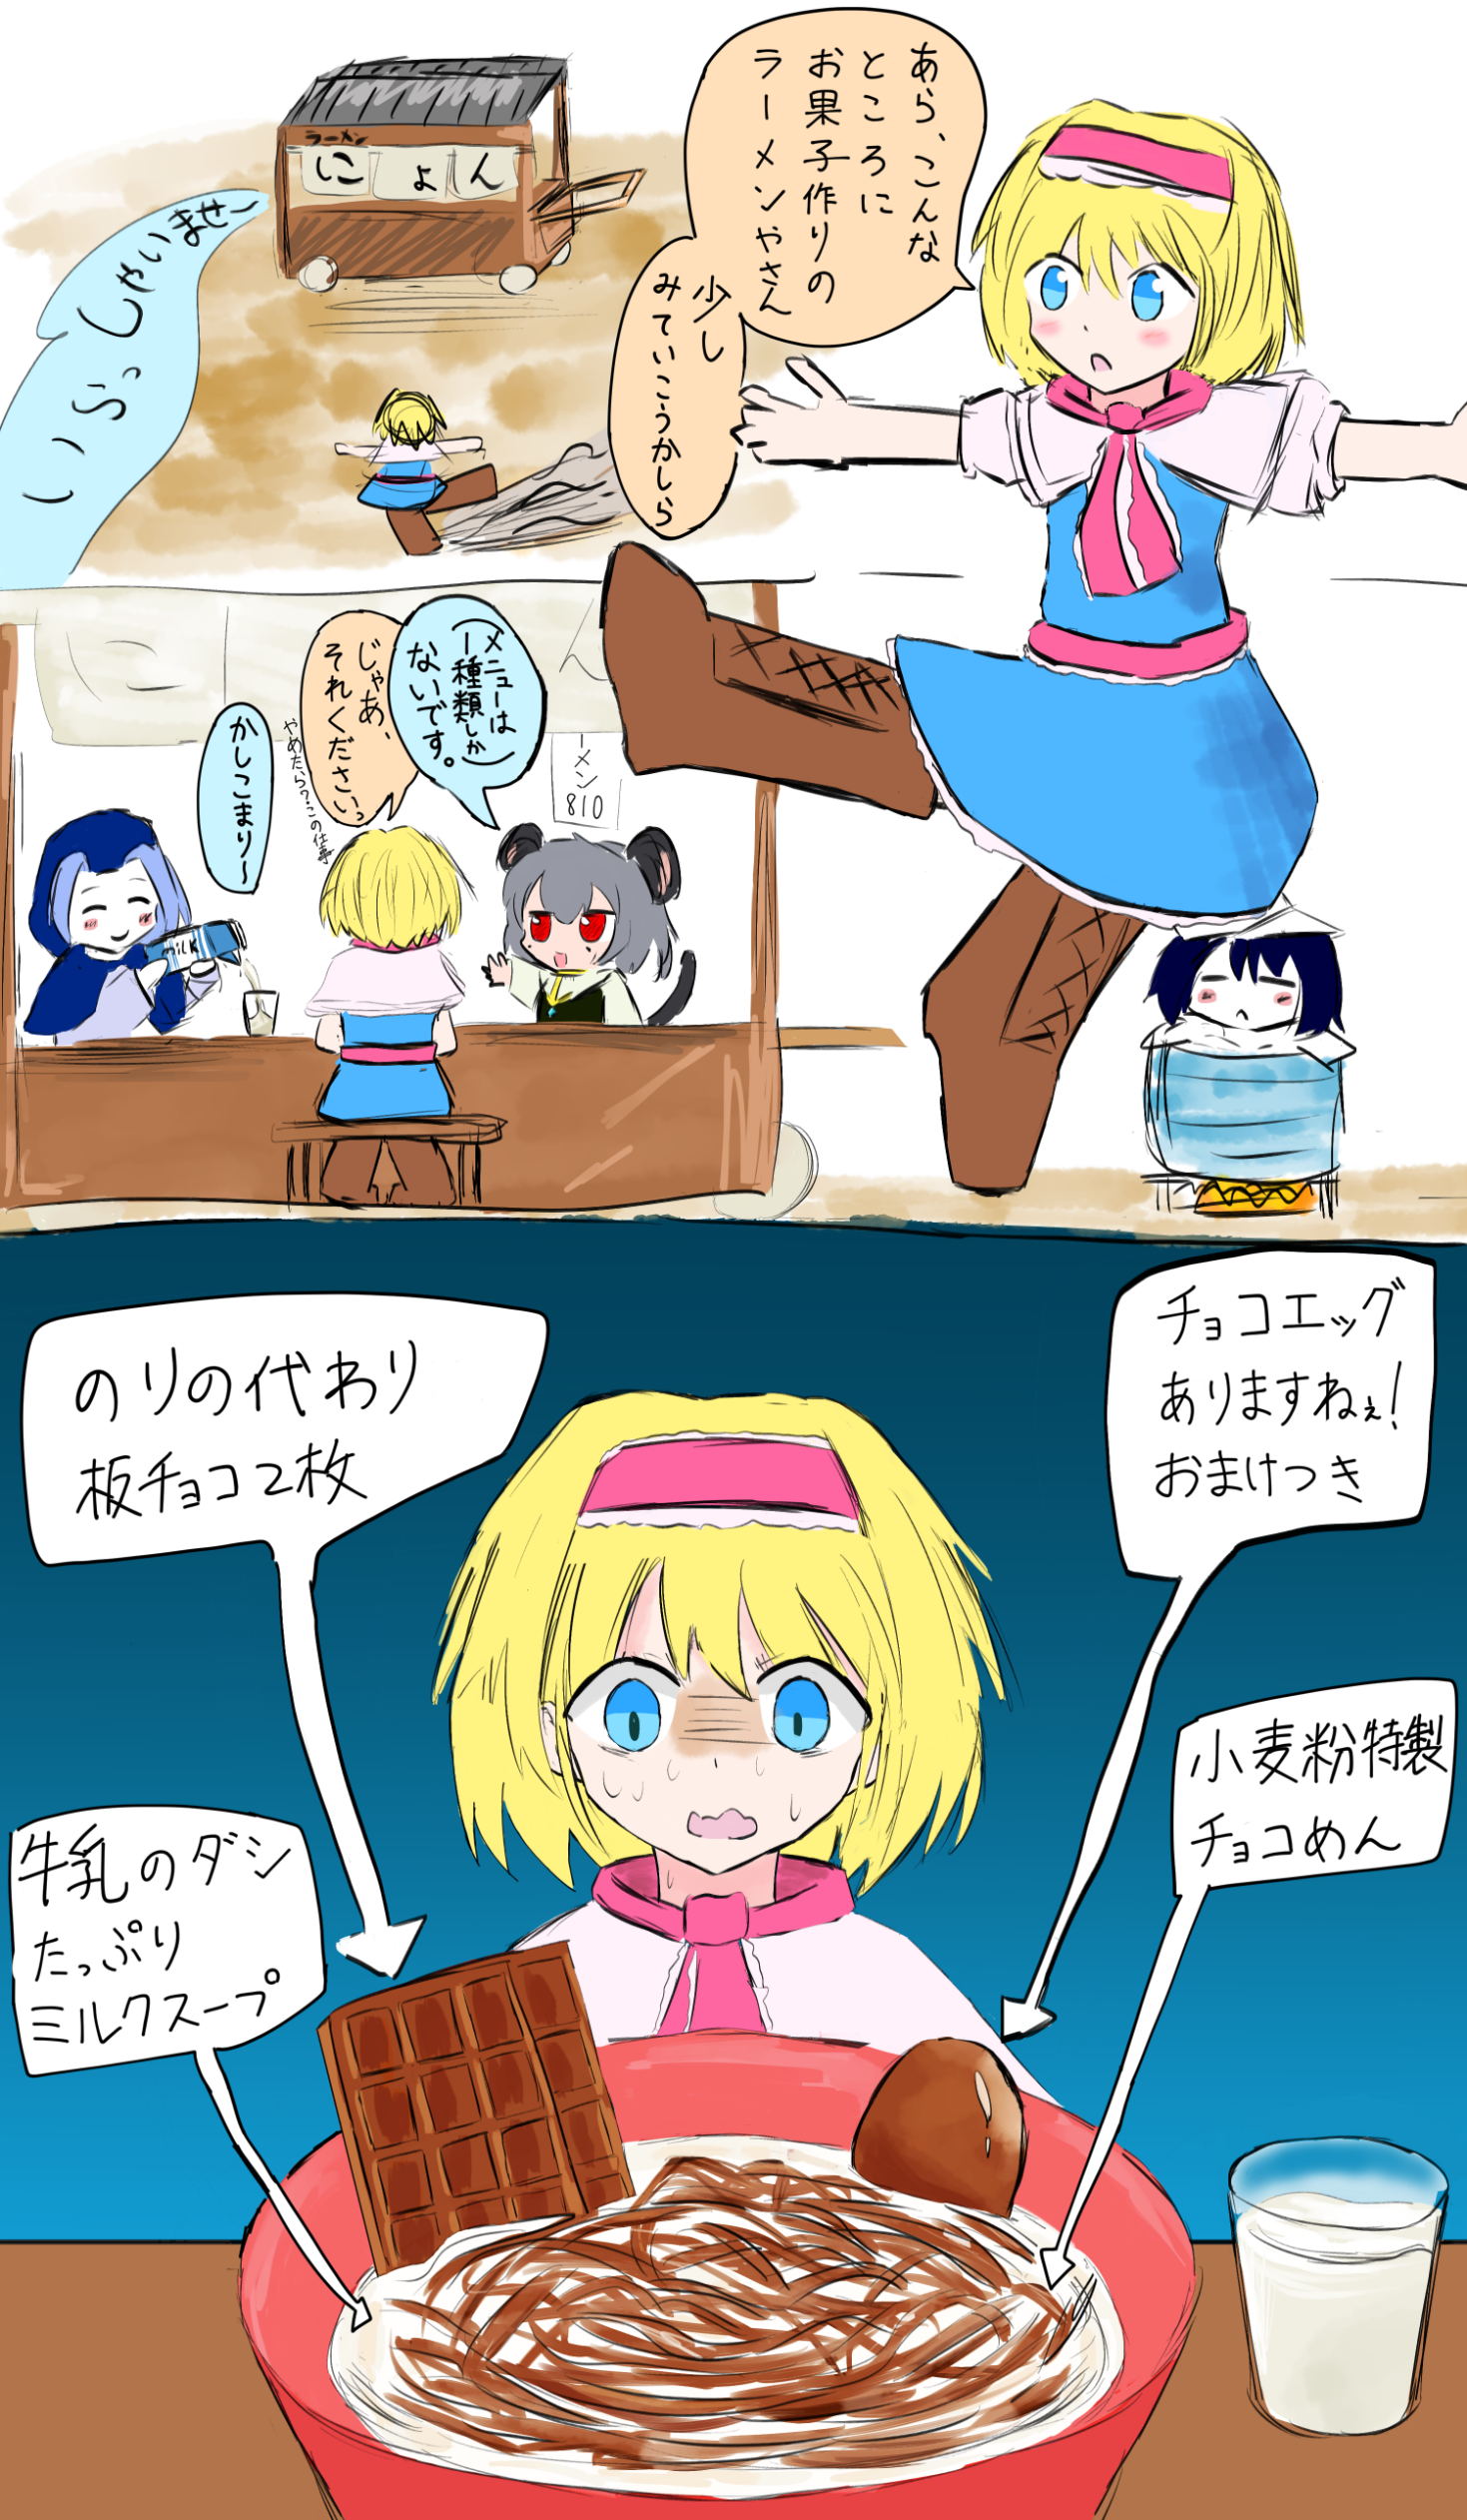 あら、こんな
ところに
お菓子作りの
ラーメンやさん
少し
みていこうかしら
ラーメン
にこ
ょ
ん
いらっしゃいませ～
メニューは
(一種類しか)
ないです。
じゃあ、
それくださいっ
やめたら?この仕事
かしこまり～
ーメン
810
milk
チョコエッグ
ありますねぇ!
おまけつき
のりの代わり
板チョコ2枚
小麦粉特製
チョコめん
牛乳のダシ
たっぷり
ミルクスープ